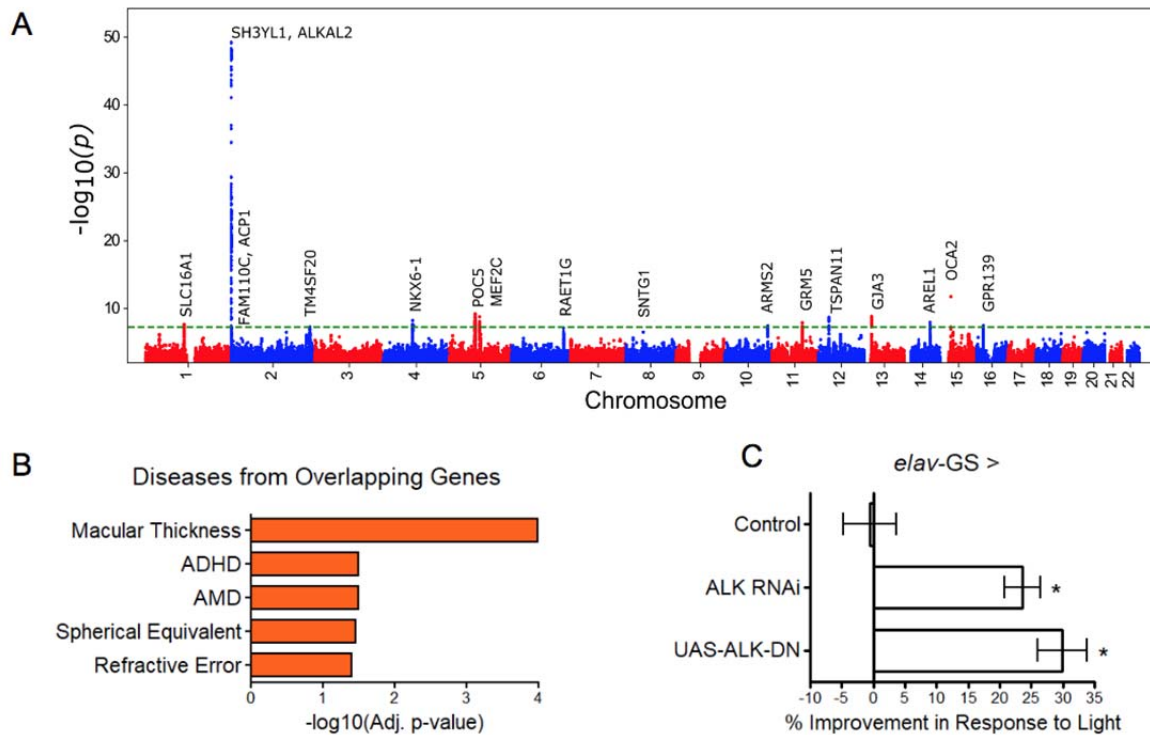 A
SH3YL1, ALKAL2
-log10(p)
50
40
30
20
10
SLC16A1
FAM110C, ACP1
TM4SF20
NKX6-1
POC5
MEF2C
RAET1G
SNTG1
ARMS2
GRM5
TSPAN11
GJA3
AREL1
OCA2
GPR139
1 2 3 4 5 6 7 8 9 10 11 12 13 14 15 16 17 18 19 20 21 22
Chromosome
B
Diseases from Overlapping Genes
Macular Thickness
ADHD
AMD
Spherical Equivalent
Refractive Error
0 1 2 3 4
-log10(Adj. p-value)
C
elav-GS >
Control
ALK RNAi
*
UAS-ALK-DN
*
-10 -5 0 5 10 15 20 25 30 35
% Improvement in Response to Light